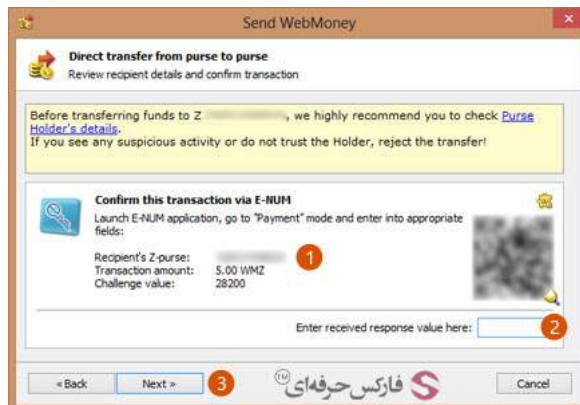 Send WebMoney
Direct transfer from purse to purse
Review recipient details and confirm transaction
Before transferring funds to Z , we highly recommend you to check Purse
Holder's details.
If you see any suspicious activity or do not trust the Holder, reject the transfer!
Confirm this transaction via E-NUM
Launch E-NUM application, go to "Payment" mode and enter into appropriate
fields:
Recipient's Z-purse: 1
Transaction amount: 5.00 WMZ
Challenge value: 28200
Enter received response value here: 2
« Back Next » 3 فارکس حرفه‌ای TM Cancel